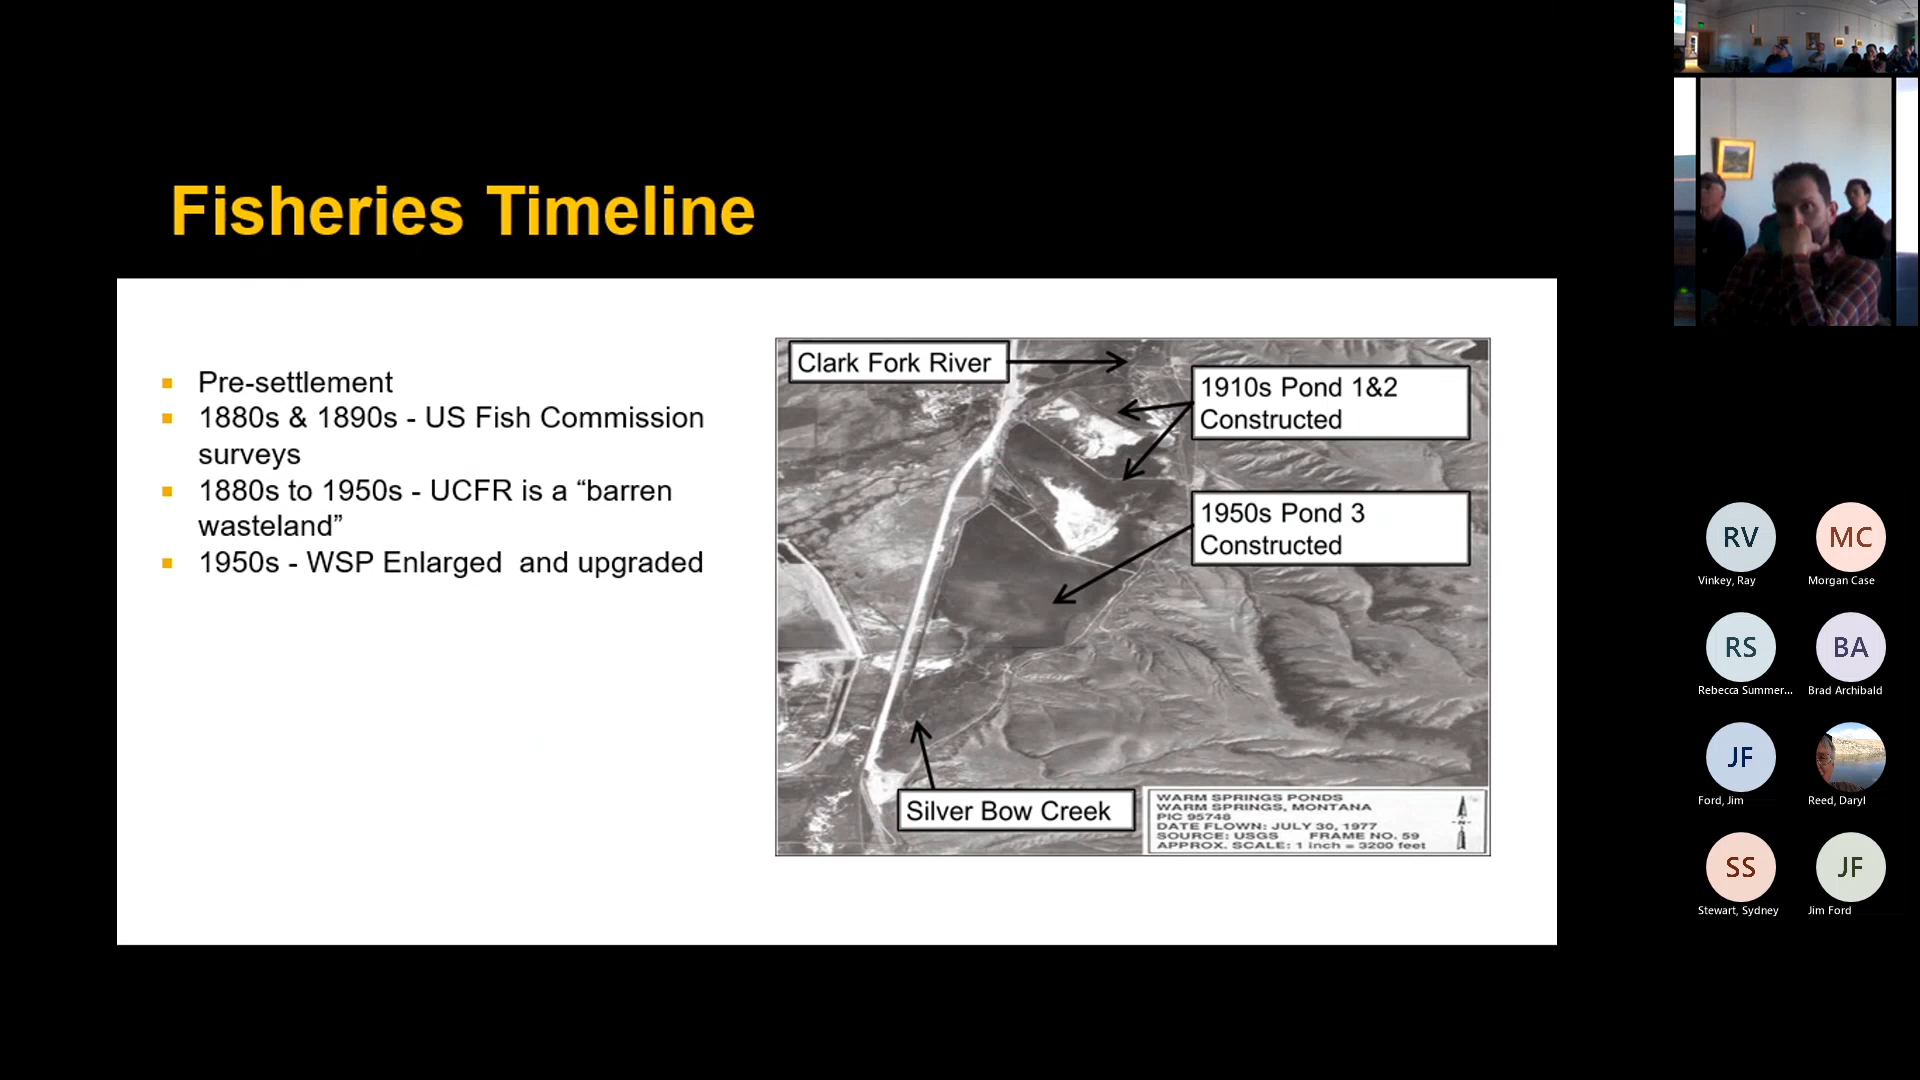 Fisheries Timeline
Pre-settlement
1880s & 1890s - US Fish Commission
surveys
1880s to 1950s - UCFR is a “barren
wasteland”
1950s - WSP Enlarged  and upgraded
Clark Fork River
1910s Pond 1&2
Constructed
1950s Pond 3
Constructed
Silver Bow Creek
WARM SPRINGS PONDS
WARM SPRINGS, MONTANA
PIC 95748
DATE FLOWN: JULY 30, 1977
SOURCE: USGS FRAME NO. 59
APPROX. SCALE: 1 inch = 3200 feet
N
RV
MC
Vinkey, Ray
Morgan Case
RS
BA
Rebecca Summer...
Brad Archibald
JF
Ford, Jim
Reed, Daryl
SS
JF
Stewart, Sydney
Jim Ford